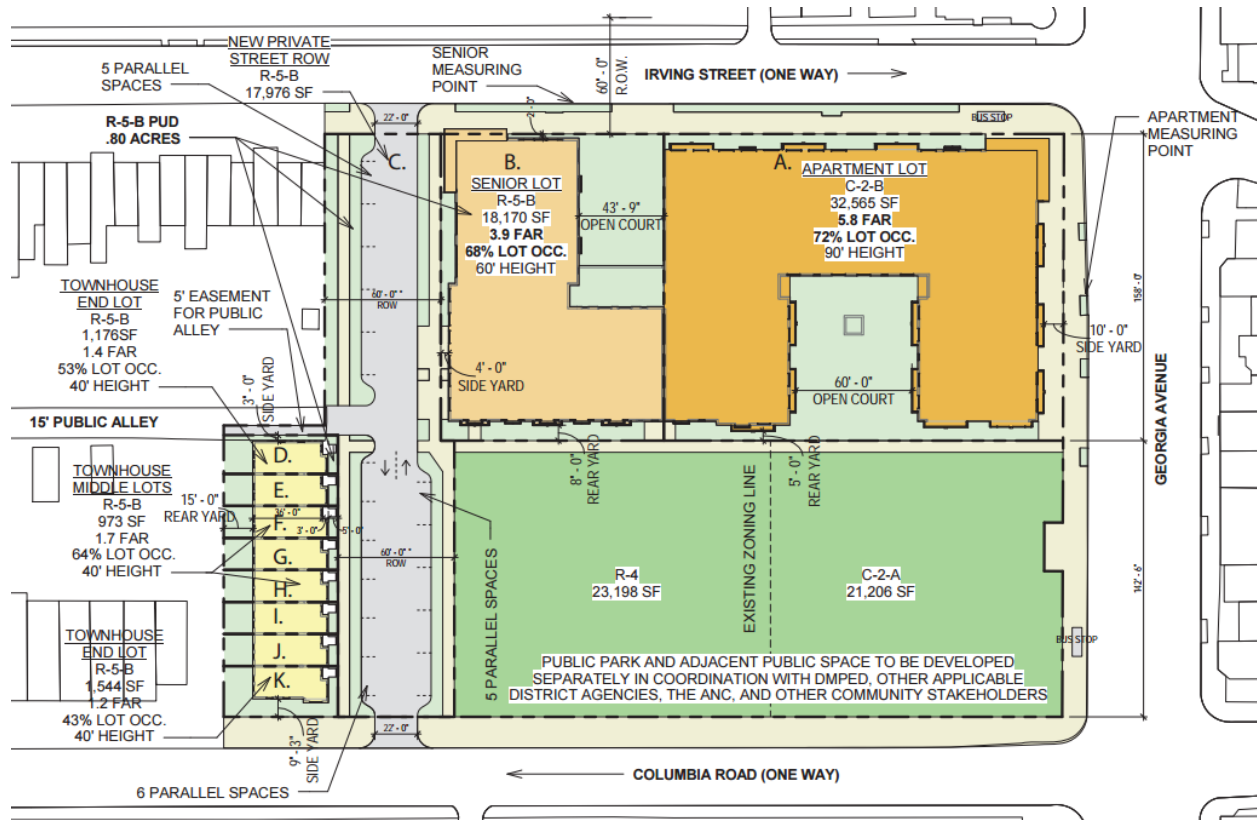 NEW PRIVATE
STREET ROW
R-5-B
17,976 SF
5 PARALLEL
SPACES
R-5-B PUD
.80 ACRES
SENIOR
MEASURING
POINT
60' - 0"
R.O.W.
IRVING STREET (ONE WAY)
BUS STOP
APARTMENT
MEASURING
POINT
22' - 0"
C.
B.
SENIOR LOT
R-5-B
18,170 SF
3.9 FAR
68% LOT OCC.
60' HEIGHT
43' - 9"
OPEN COURT
A.
APARTMENT LOT
C-2-B
32,565 SF
5.8 FAR
72% LOT OCC.
90' HEIGHT
158'- 0"
10' - 0"
SIDE YARD
60' - 0"
OPEN COURT
TOWNHOUSE
END LOT
R-5-B
1,176SF
1.4 FAR
53% LOT OCC.
40' HEIGHT
5' EASEMENT
FOR PUBLIC
ALLEY
60' - 0"
ROW
4' - 0"
SIDE YARD
3' - 0"
SIDE YARD
15' PUBLIC ALLEY
8' - 0"
REAR YARD
5' - 0"
REAR YARD
GEORGIA AVENUE
TOWNHOUSE
MIDDLE LOTS
R-5-B
973 SF
1.7 FAR
64% LOT OCC.
40' HEIGHT
15' - 0"
REAR YARD
D.
E.
36' - 0"
F.
3' - 0"
5' - 0"
G.
H.
I.
J.
K.
60' - 0"
ROW
5 PARALLEL SPACES
R-4
23,198 SF
EXISTING ZONING LINE
C-2-A
21,206 SF
142'- 6"
BUS STOP
TOWNHOUSE
END LOT
R-5-B
1,544 SF
1.2 FAR
43% LOT OCC.
40' HEIGHT
PUBLIC PARK AND ADJACENT PUBLIC SPACE TO BE DEVELOPED
SEPARATELY IN COORDINATION WITH DMPED, OTHER APPLICABLE
DISTRICT AGENCIES, THE ANC, AND OTHER COMMUNITY STAKEHOLDERS
9' - 3"
SIDE YARD
22' - 0"
6 PARALLEL SPACES
COLUMBIA ROAD (ONE WAY)